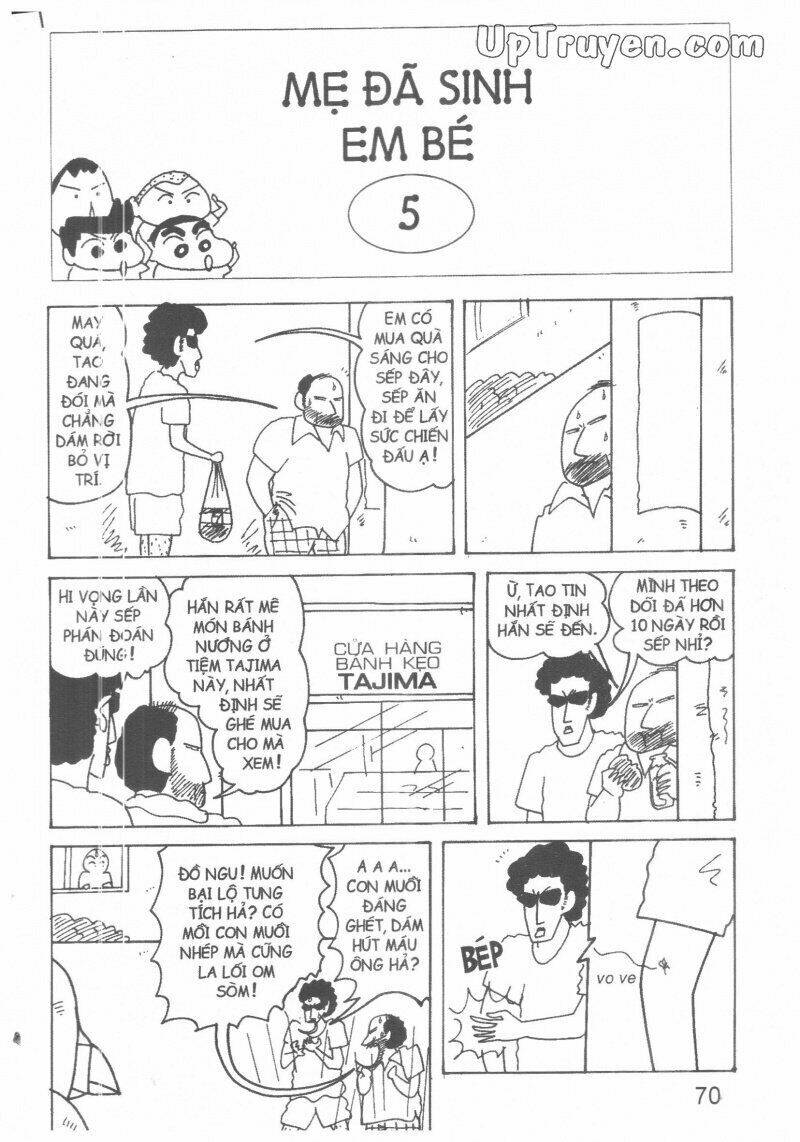 UpTruyen.com
MẸ ĐÃ SINH
EM BÉ
5
MAY
QUÁ,
TAO
ĐANG
ĐÓI MÀ
CHẲNG
DÁM RỜI
BỎ VỊ
TRÍ.
EM CÓ
MUA QUÀ
SÁNG CHO
SẾP ĐÂY,
SẾP ĂN
ĐI ĐỂ LẤY
SỨC CHIẾN
ĐẤU Ạ!
HI VỌNG LẦN
NÀY SẾP
PHÁN ĐOÁN
ĐÚNG!
HẮN RẤT MÊ
MÓN BÁNH
NƯỚNG Ở
TIỆM TAJIMA
NÀY, NHẤT
ĐỊNH SẼ
GHÉ MUA
CHO MÀ
XEM!
CỬA HÀNG
BÁNH KẸO
TAJIMA
Ừ, TAO TIN
NHẤT ĐỊNH
HẮN SẼ ĐẾN.
MÌNH THEO
DÕI ĐÃ HƠN
10 NGÀY RỒI
SẾP NHỈ?
ĐỒ NGU! MUỐN
BẠI LỘ TUNG
TÍCH HẢ? CÓ
MỖI CON MUỖI
NHÉP MÀ CŨNG
LA LỐI OM
SÒM!
A A A...
CON MUỖI
ĐÁNG
GHÉT, DÁM
HÚT MÁU
ÔNG HẢ?
BÉP
vo ve
70